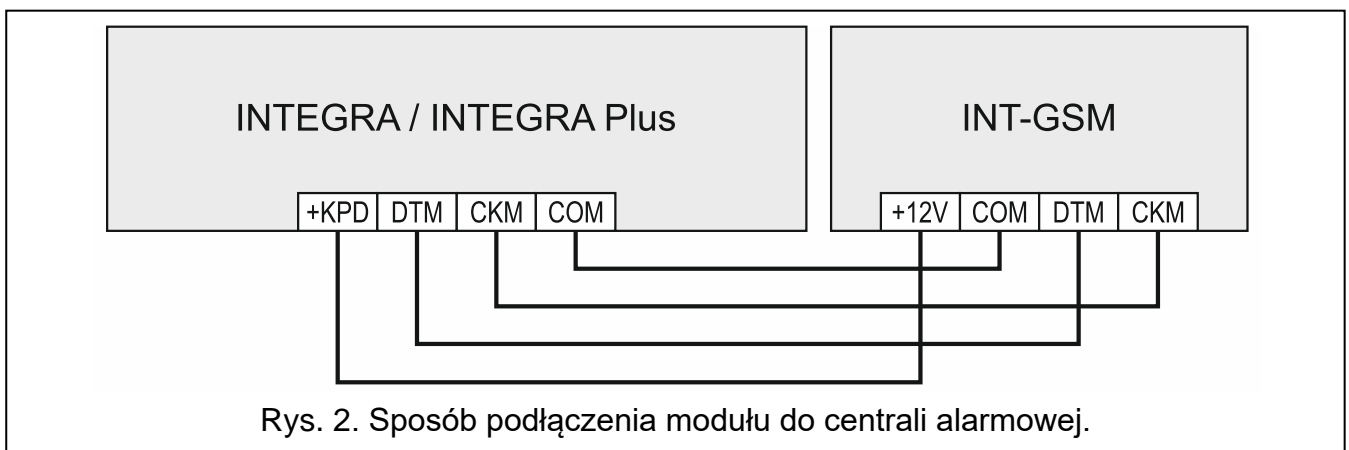 INTEGRA / INTEGRA Plus
INT-GSM
+KPD DTM CKM COM
+12V COM DTM CKM
Rys. 2. Sposób podłączenia modułu do centrali alarmowej.